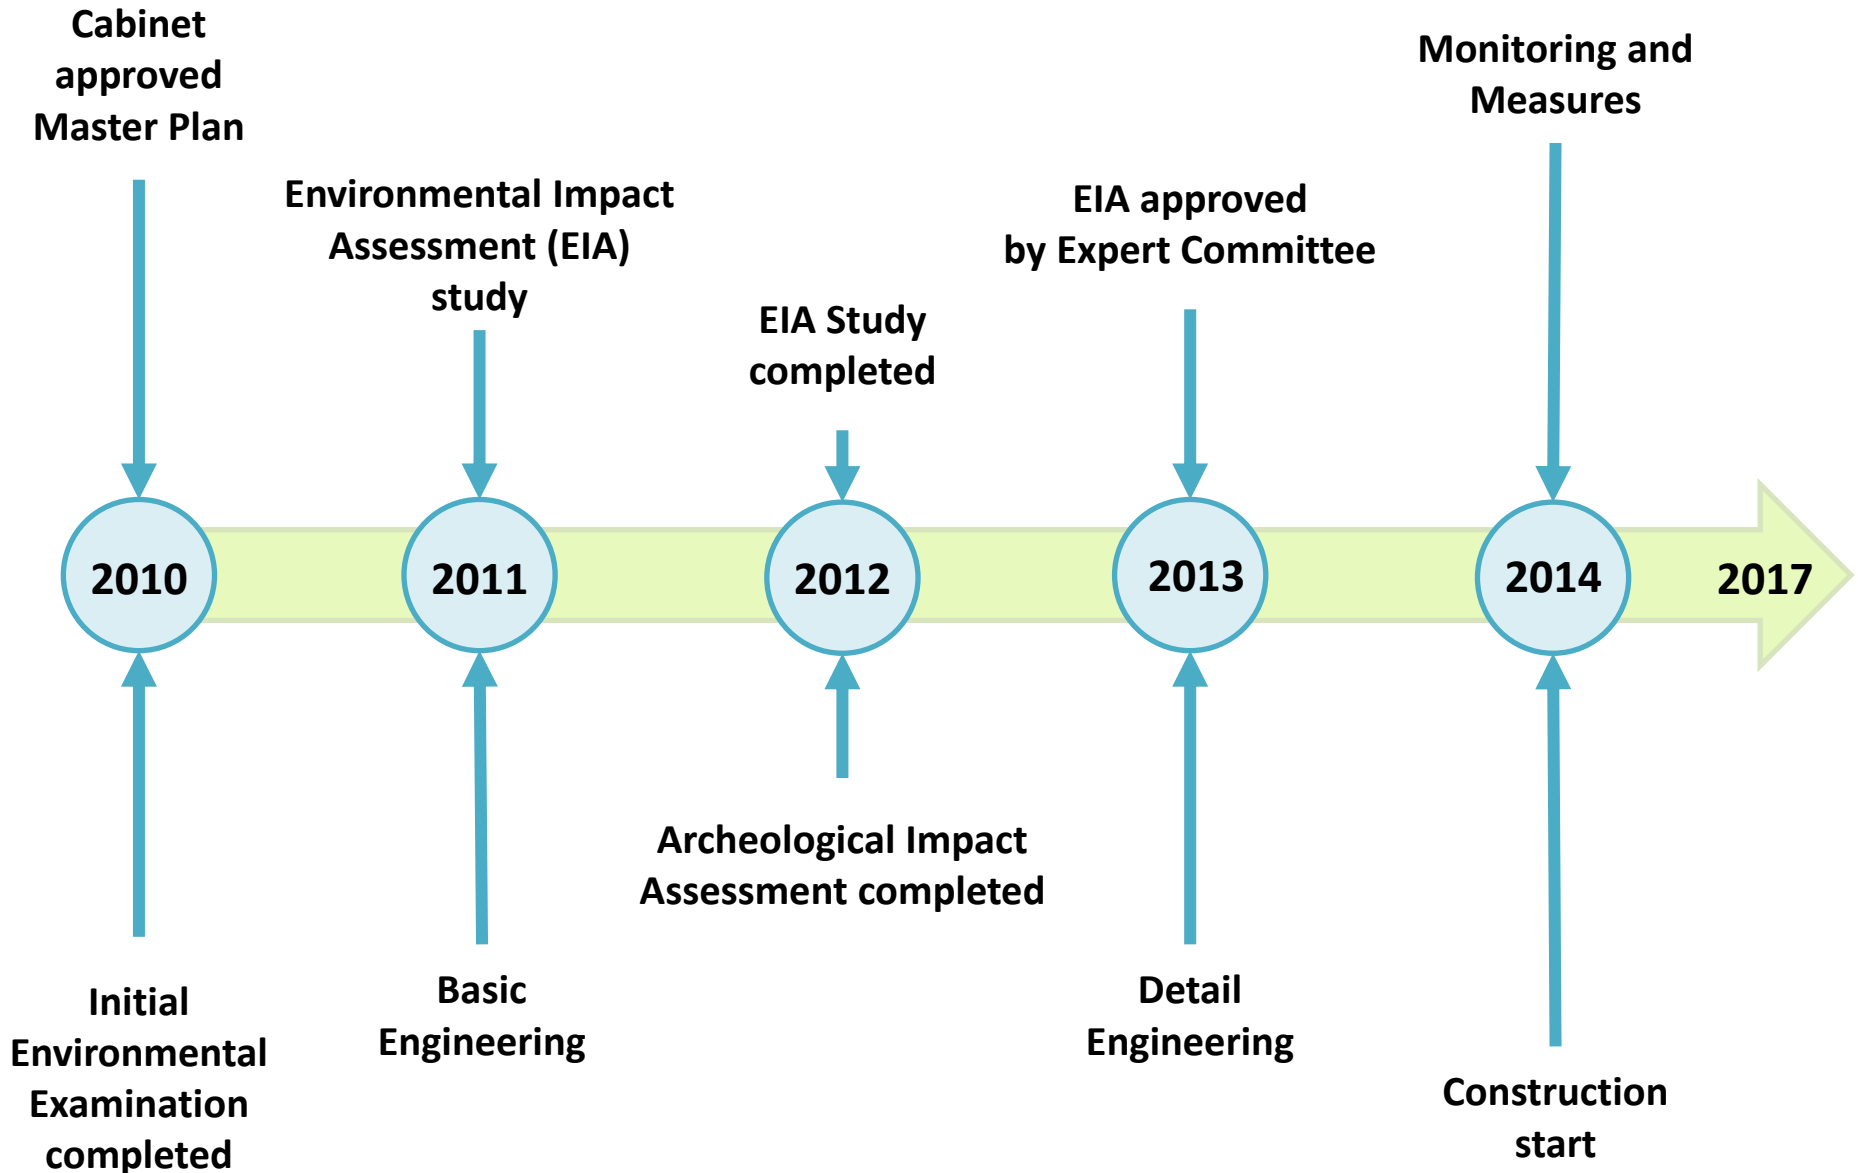 Cabinet
approved
Master Plan
Environmental Impact
Assessment (EIA)
study
EIA Study
completed
EIA approved
by Expert Committee
Monitoring and
Measures
2010
2011
2012
2013
2014
2017
Initial
Environmental
Examination
completed
Basic
Engineering
Archeological Impact
Assessment completed
Detail
Engineering
Construction
start